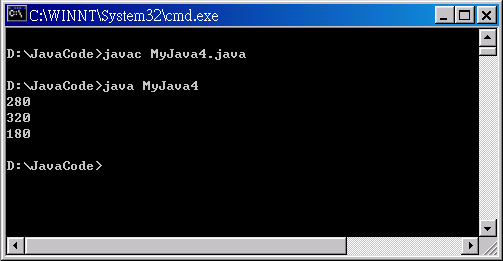 C:\WINNT\System32\cmd.exe
D:\JavaCode>javac MyJava4.java
D:\JavaCode>java MyJava4
280
320
180
D:\JavaCode>